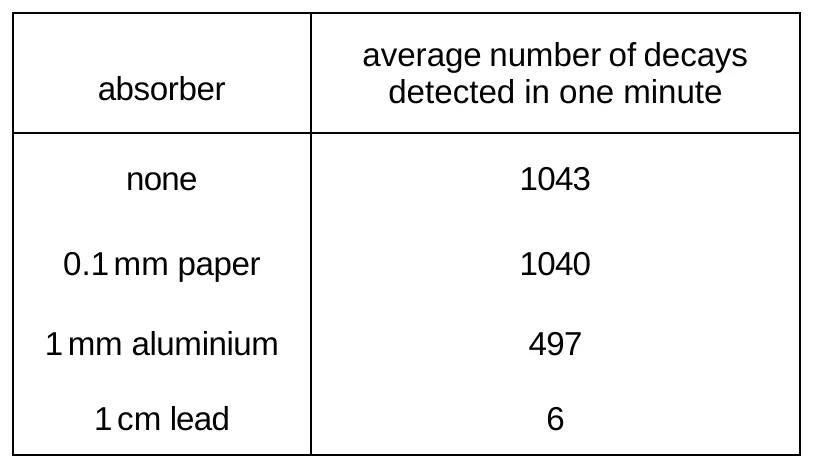 absorber
average number of decays
detected in one minute
none 1043
0.1 mm paper 1040
1 mm aluminium 497
1 cm lead 6